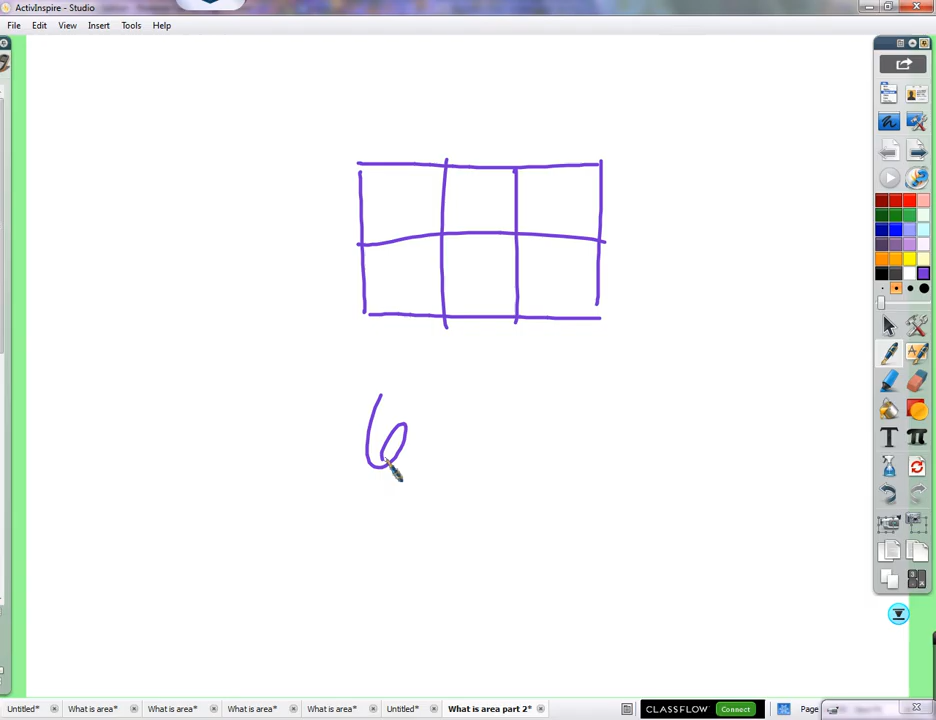 ActivInspire - Studio
File Edit View Insert Tools Help
6
T π
Untitled* What is area* What is area* What is area* What is area* Untitled* What is area part 2* CLASSFLOW Connect Page